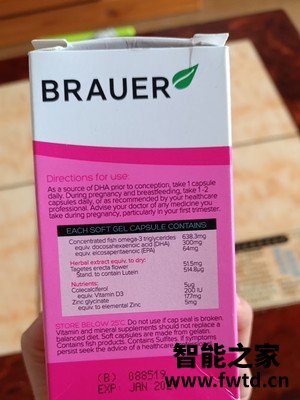 BRAUER
Directions for use:
As a source of DHA prior to conception, take 1 capsule
daily. During pregnancy and breastfeeding, take 1-2
capsules daily, or as recommended by your healthcare
professional. Advise your doctor of any medicine you
take during pregnancy, particularly in your first trimester.
EACH SOFT GEL CAPSULE CONTAINS
Concentrated fish omega-3 triglycerides 638.3mg
equiv. docosahexaenoic acid (DHA) 300mg
equiv. eicosapentaenoic (EPA) 64mg
Herbal extract equiv. to dry:
Tagetes erecta flower 51.5mg
Stand. to contain Lutein 514.8µg
Nutrients:
Colecalciferol 5µg
equiv. Vitamin D3 200 IU
Zinc glycinate 17.7mg
equiv. to elemental Zinc 5mg
STORE BELOW 25°C. Do not use if cap seal is broken.
Vitamin and mineral supplements should not replace a
balanced diet. Soft capsules are made from gelatin.
Contains fish products. Contains Sulfites. If symptoms
persist seek the advice of a healthcare
(B) 088519
EXP. JAN 20
智能之家
www.fwtd.cn